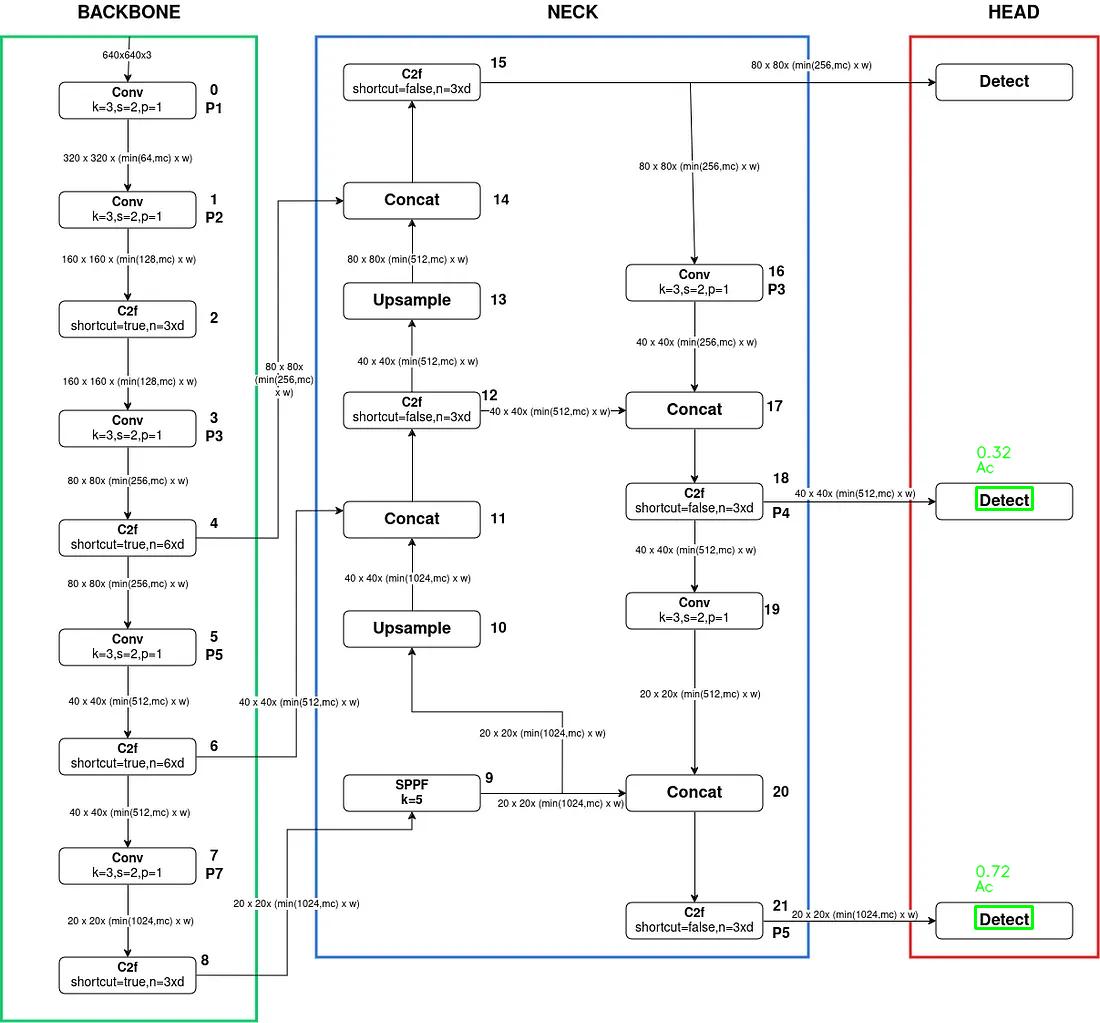 BACKBONE
NECK
HEAD
640x640x3
Conv
k=3,s=2,p=1
0
P1
320 x 320 x (min(64,mc) x w)
Conv
k=3,s=2,p=1
1
P2
160 x 160 x (min(128,mc) x w)
C2f
shortcut=true,n=3xd
2
160 x 160 x (min(128,mc) x w)
Conv
k=3,s=2,p=1
3
P3
80 x 80x (min(256,mc) x w)
C2f
shortcut=true,n=6xd
4
80 x 80x (min(256,mc) x w)
Conv
k=3,s=2,p=1
5
P5
40 x 40x (min(512,mc) x w)
C2f
shortcut=true,n=6xd
6
40 x 40x (min(512,mc) x w)
Conv
k=3,s=2,p=1
7
P7
20 x 20x (min(1024,mc) x w)
C2f
shortcut=true,n=3xd
8
80 x 80x
(min(256,mc)
x w)
40 x 40x (min(512,mc) x w)
20 x 20x (min(1024,mc) x w)
C2f
shortcut=false,n=3xd
15
Concat
14
80 x 80x (min(512,mc) x w)
Upsample
13
40 x 40x (min(512,mc) x w)
C2f
shortcut=false,n=3xd
12
40 x 40x (min(512,mc) x w)
Concat
11
40 x 40x (min(1024,mc) x w)
Upsample
10
20 x 20x (min(1024,mc) x w)
SPPF
k=5
9
20 x 20x (min(1024,mc) x w)
80 x 80x (min(256,mc) x w)
80 x 80x (min(256,mc) x w)
Conv
k=3,s=2,p=1
16
P3
40 x 40x (min(256,mc) x w)
Concat
17
C2f
shortcut=false,n=3xd
18
P4
40 x 40x (min(512,mc) x w)
40 x 40x (min(512,mc) x w)
Conv
k=3,s=2,p=1
19
20 x 20x (min(512,mc) x w)
Concat
20
C2f
shortcut=false,n=3xd
21
P5
20 x 20x (min(1024,mc) x w)
Detect
0.32
Ac
Detect
0.72
Ac
Detect